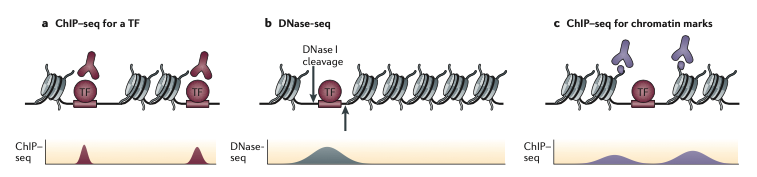 a ChIP–seq for a TF
TF
TF
ChIP–
seq
b DNase-seq
DNase I
cleavage
TF
DNase-
seq
c ChIP–seq for chromatin marks
TF
ChIP–
seq